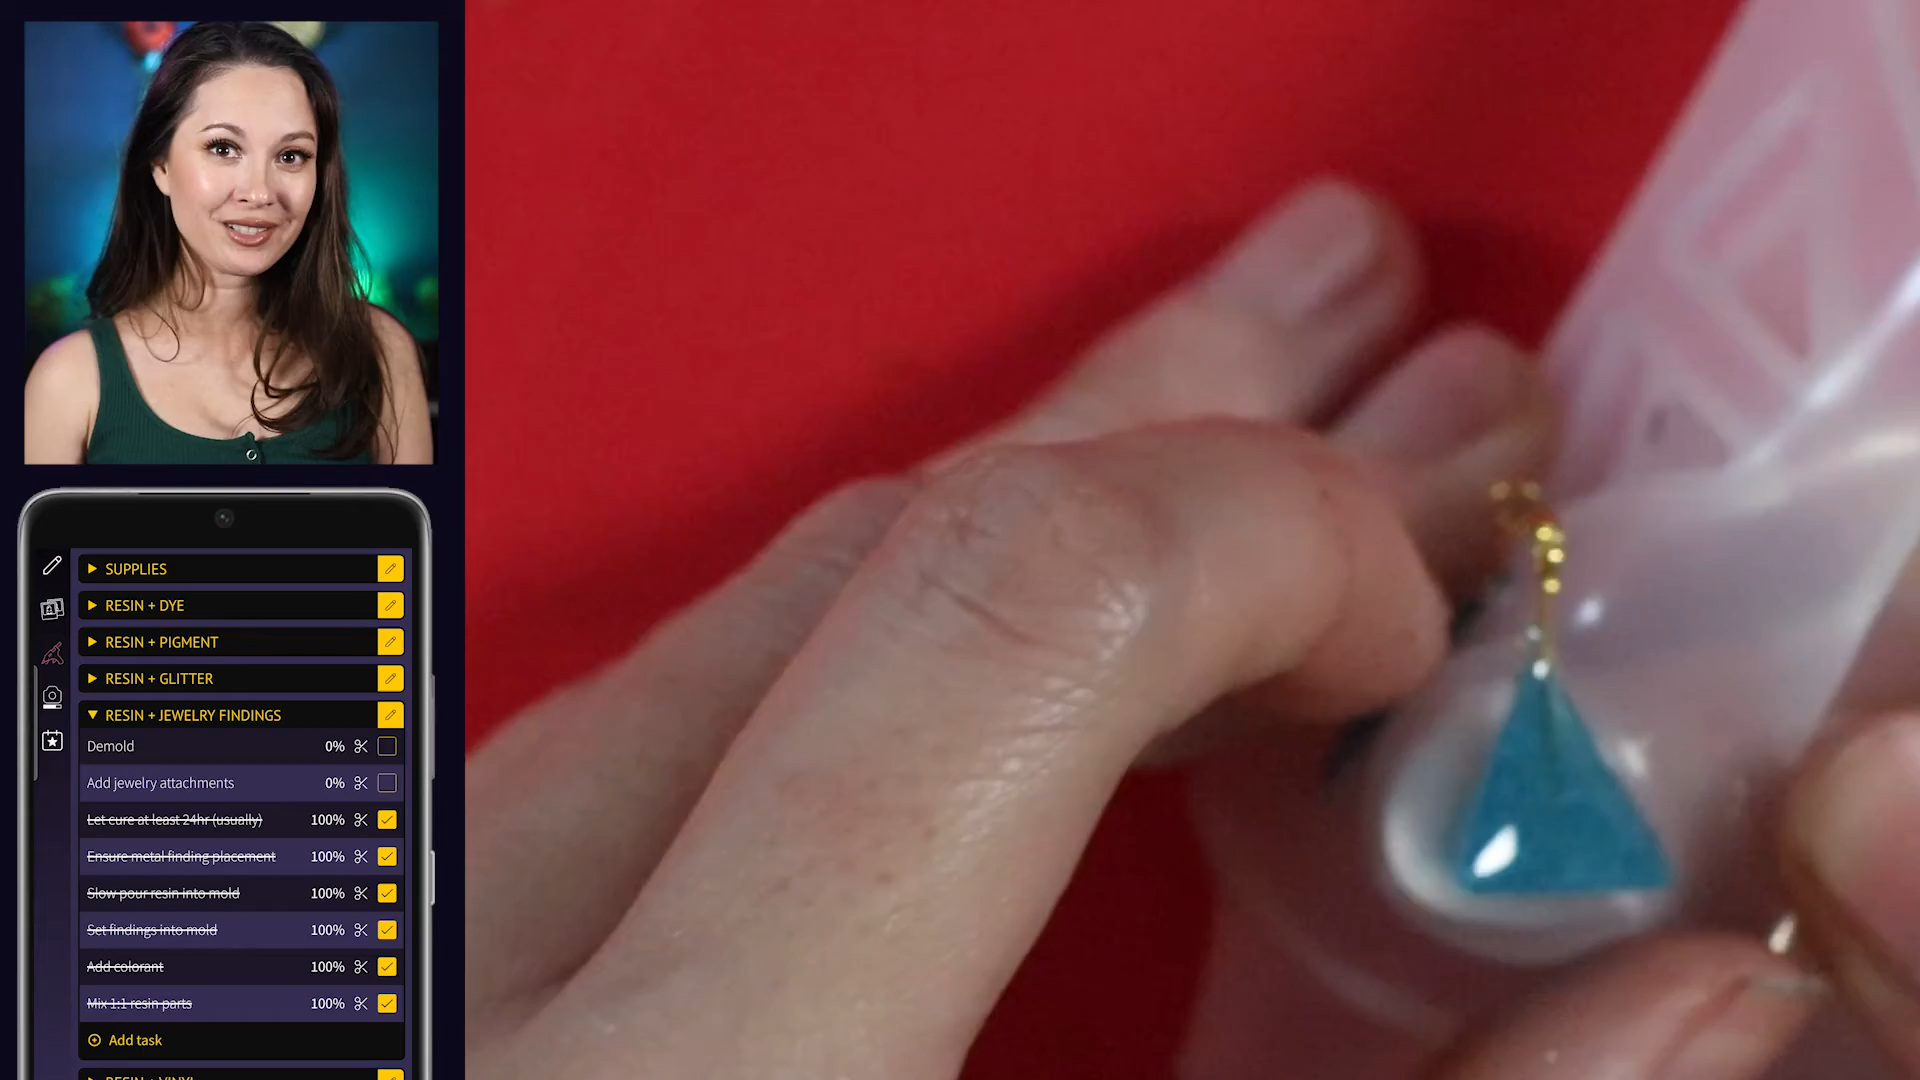 SUPPLIES
RESIN + DYE
RESIN + PIGMENT
RESIN + GLITTER
RESIN + JEWELRY FINDINGS
Demold 0%
Add jewelry attachments 0%
Let cure at least 24hr (usually) 100%
Ensure metal finding placement 100%
Slow pour resin into mold 100%
Set findings into mold 100%
Add colorant 100%
Mix 1:1 resin parts 100%
Add task
RESIN + VINYL